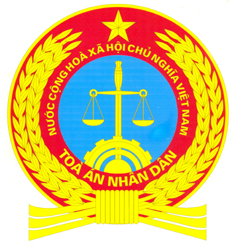 NƯỚC CỘNG HOÀ XÃ HỘI CHỦ NGHĨA VIỆT NAM
TOÀ ÁN NHÂN DÂN